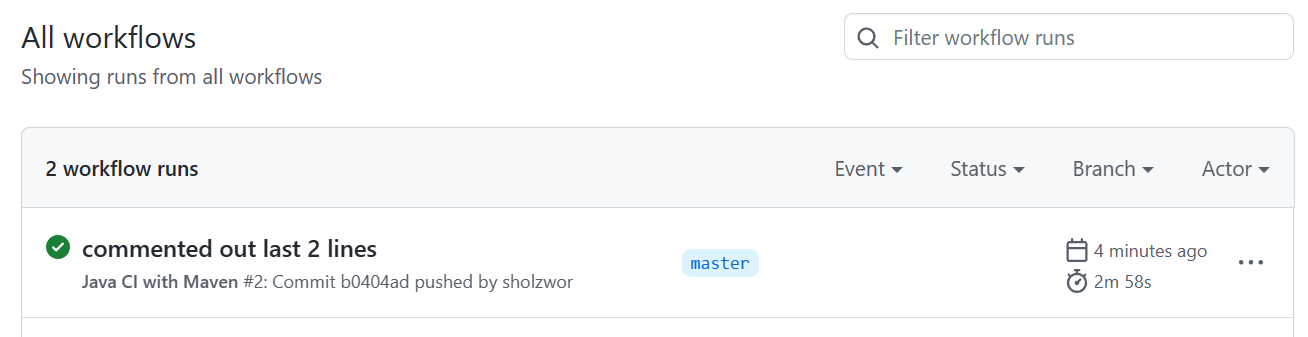 All workflows
Filter workflow runs
Showing runs from all workflows
2 workflow runs
Event
Status
Branch
Actor
commented out last 2 lines
master
4 minutes ago
Java CI with Maven #2: Commit b0404ad pushed by sholzwor
2m 58s